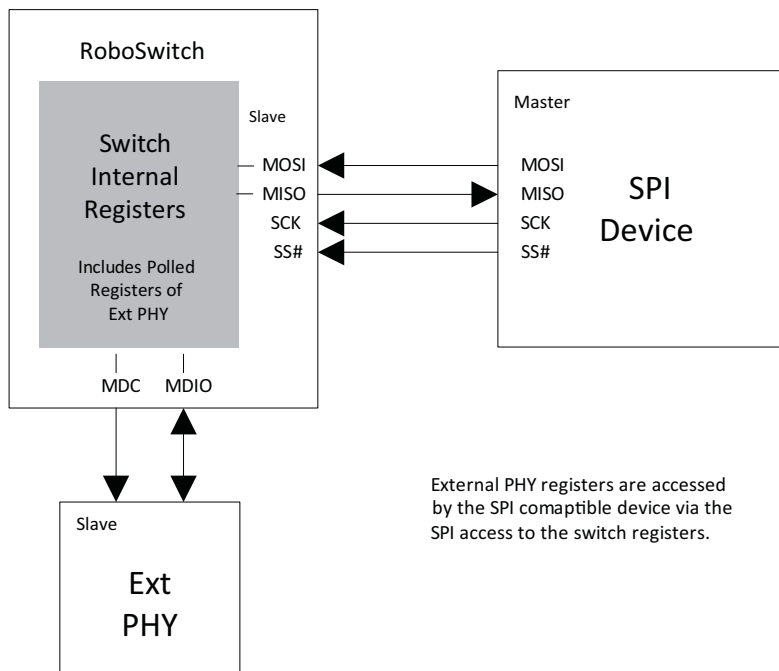 RoboSwitch
Switch
Internal
Registers
Includes Polled
Registers of
Ext PHY
Slave
MOSI
MISO
SCK
SS#
MDC MDIO
Master
MOSI
MISO
SCK
SS#
SPI
Device
Slave
Ext
PHY
External PHY registers are accessed
by the SPI comaptible device via the
SPI access to the switch registers.